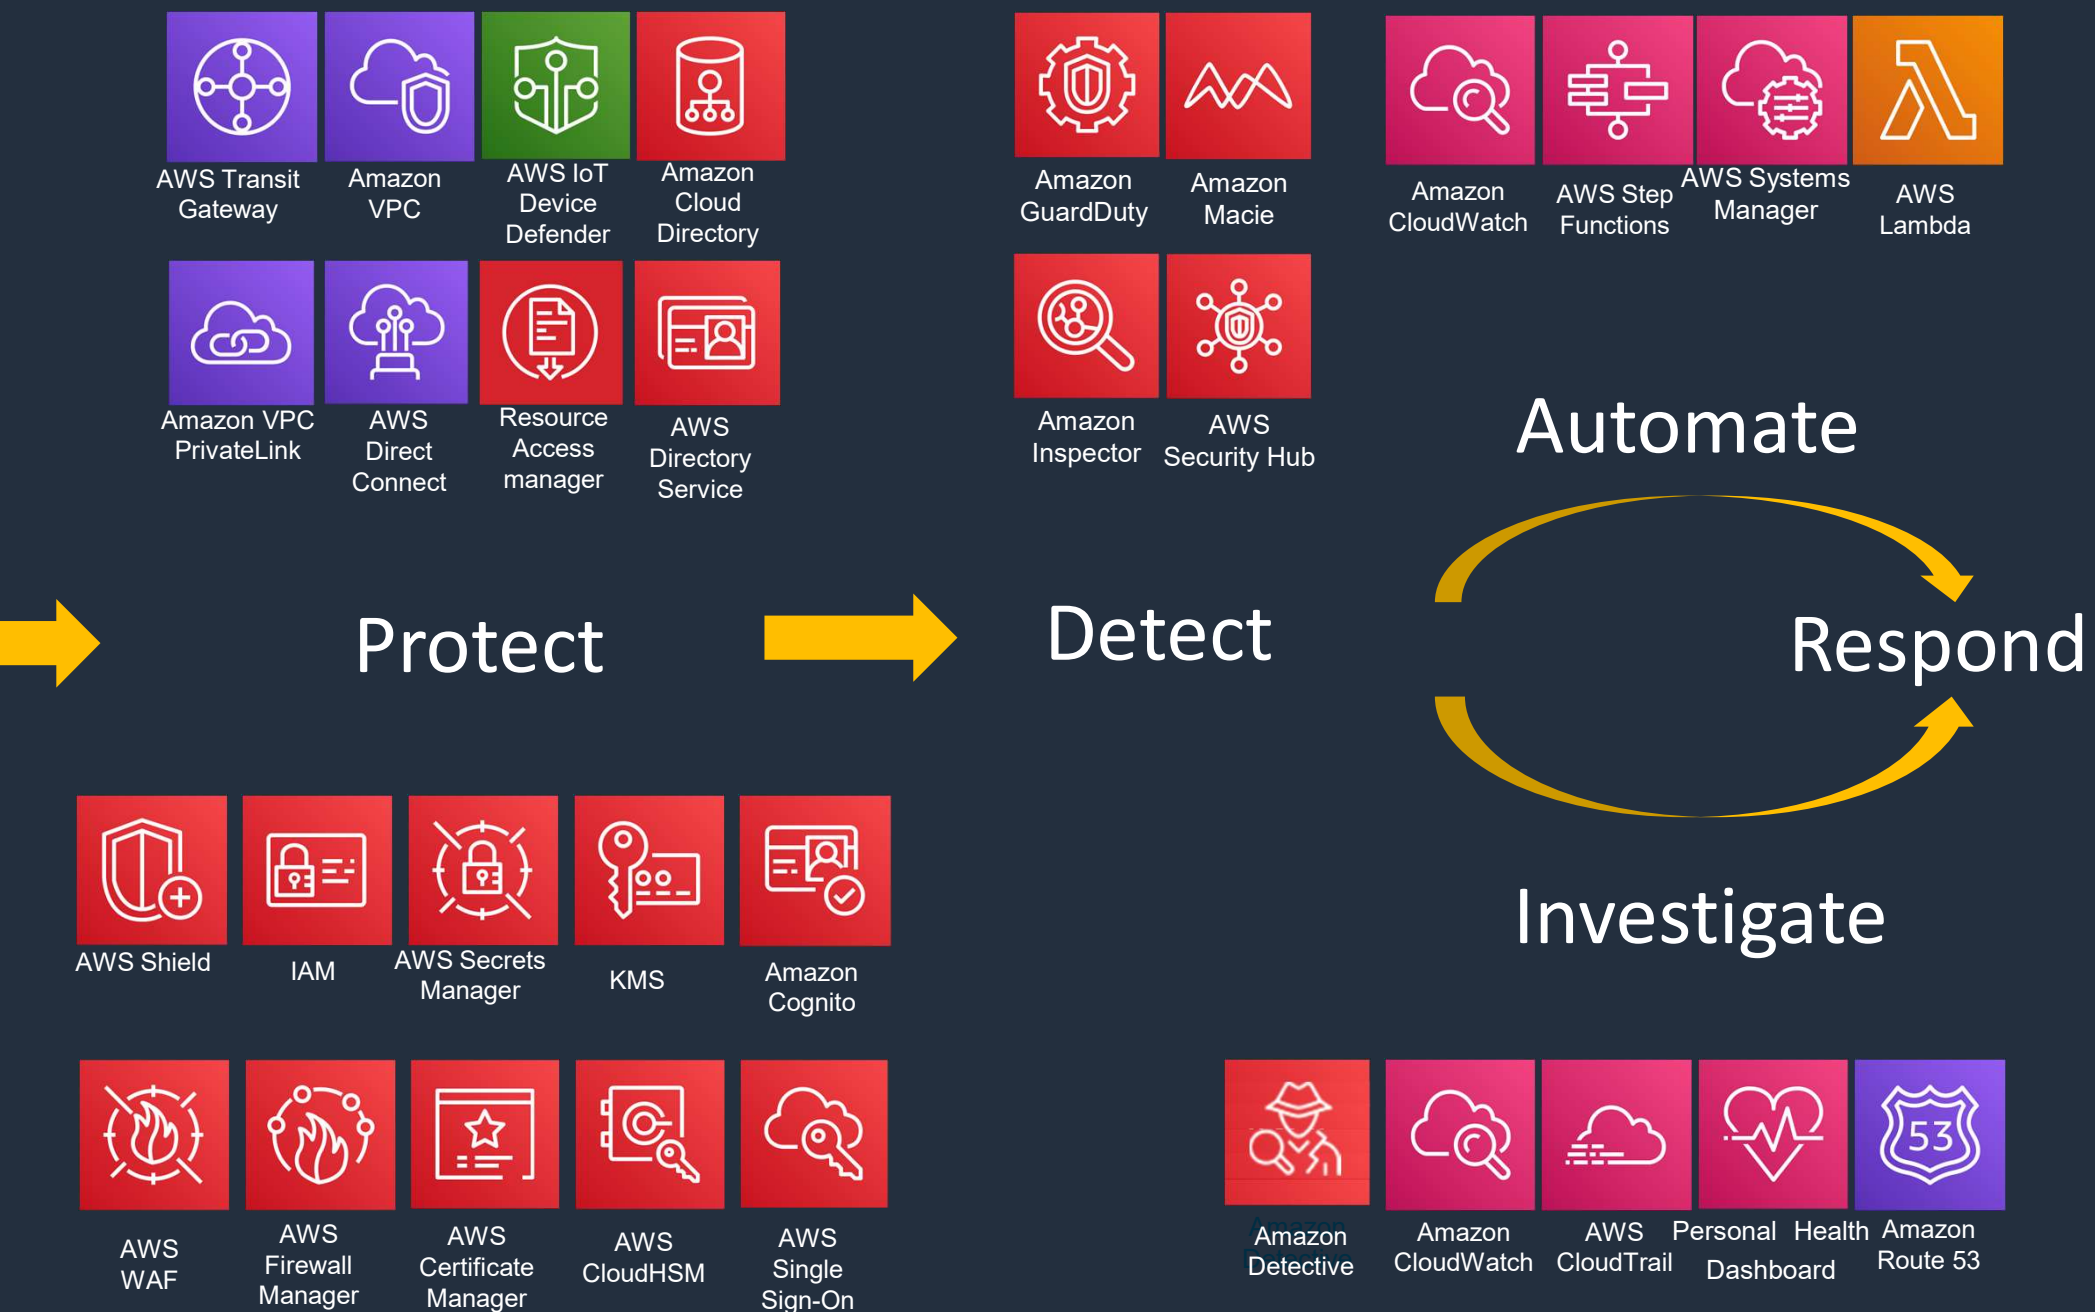 AWS Transit
Gateway
Amazon
VPC
AWS IoT
Device
Defender
Amazon
Cloud
Directory
Amazon
GuardDuty
Amazon
Macie
Amazon
CloudWatch
AWS Step
Functions
AWS Systems
Manager
AWS
Lambda
Amazon VPC
PrivateLink
AWS
Direct
Connect
Resource
Access
manager
AWS
Directory
Service
Amazon
Inspector
AWS
Security Hub
Automate
Protect
Detect
Respond
Investigate
AWS Shield
IAM
AWS Secrets
Manager
KMS
Amazon
Cognito
AWS
WAF
AWS
Firewall
Manager
AWS
Certificate
Manager
AWS
CloudHSM
AWS
Single
Sign-On
Amazon
Detective
Amazon
CloudWatch
AWS
CloudTrail
Personal Health
Dashboard
53
Amazon
Route 53